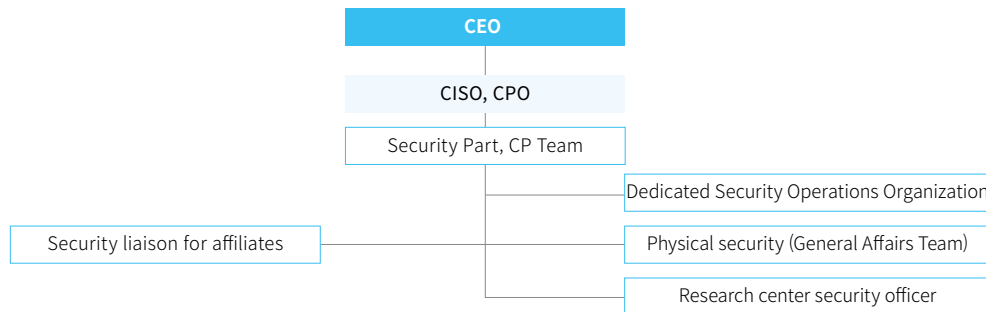 CEO
CISO, CPO
Security Part, CP Team
Dedicated Security Operations Organization
Security liaison for affiliates
Physical security (General Affairs Team)
Research center security officer